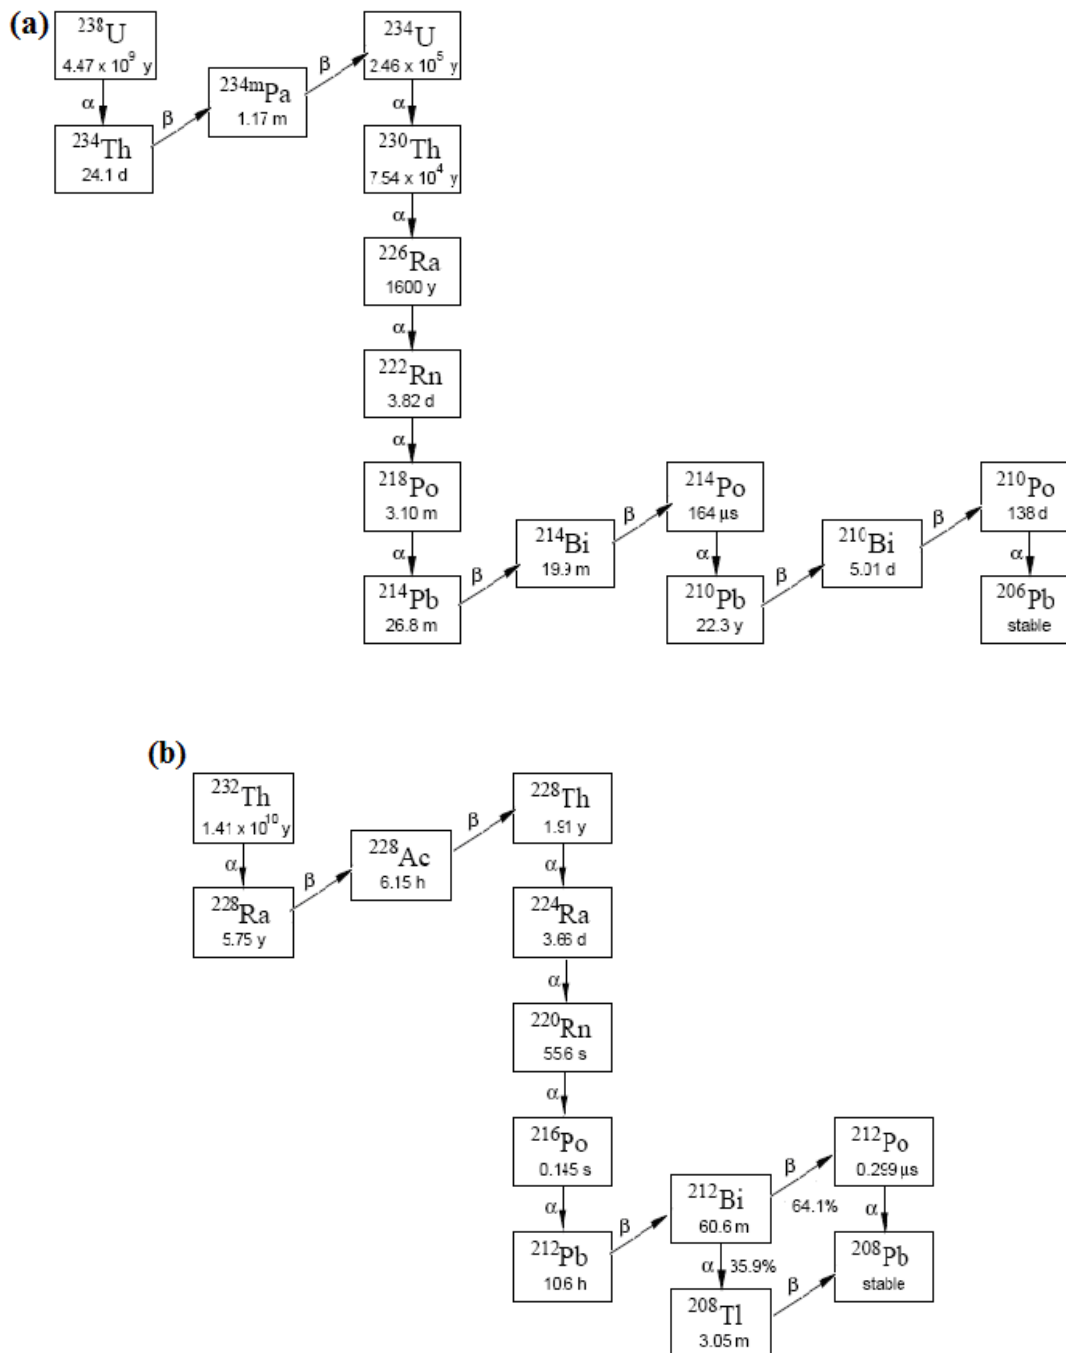 (a)
238U
4.47 x 10^9 y
α
234Th
24.1 d
β
234mPa
1.17 m
β
234U
2.46 x 10^5 y
α
230Th
7.54 x 10^4 y
α
226Ra
1600 y
α
222Rn
3.82 d
α
218Po
3.10 m
α
214Pb
26.8 m
β
214Bi
19.9 m
β
214Po
164 μs
α
210Pb
22.3 y
β
210Bi
5.01 d
β
210Po
138 d
α
206Pb
stable
(b)
232Th
1.41 x 10^10 y
α
228Ra
5.75 y
β
228Ac
6.15 h
β
228Th
1.91 y
α
224Ra
3.66 d
α
220Rn
55.6 s
α
216Po
0.145 s
α
212Pb
10.6 h
β
212Bi
60.6 m
β
64.1%
212Po
0.299 μs
α
208Pb
stable
α 35.9%
208Tl
3.05 m
β